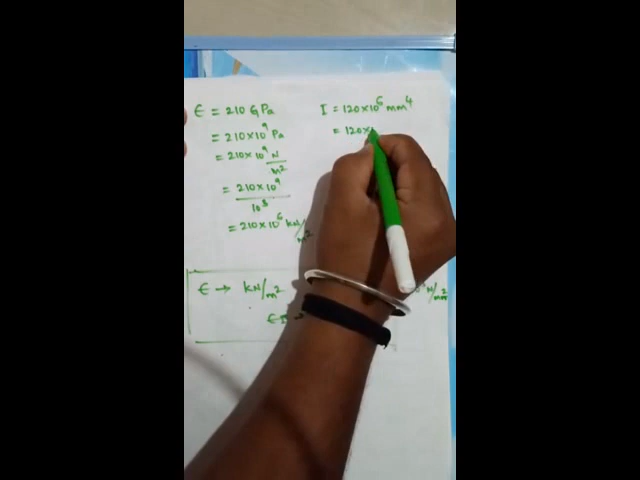 E = 210 GPa
= 210×10⁹ Pa
= 210×10⁹ N/m²
= 210×10⁹/10³
= 210×10⁶ KN/m²
I = 120×10⁶ mm⁴
= 120×
E → KN/m²
N/mm²
EI